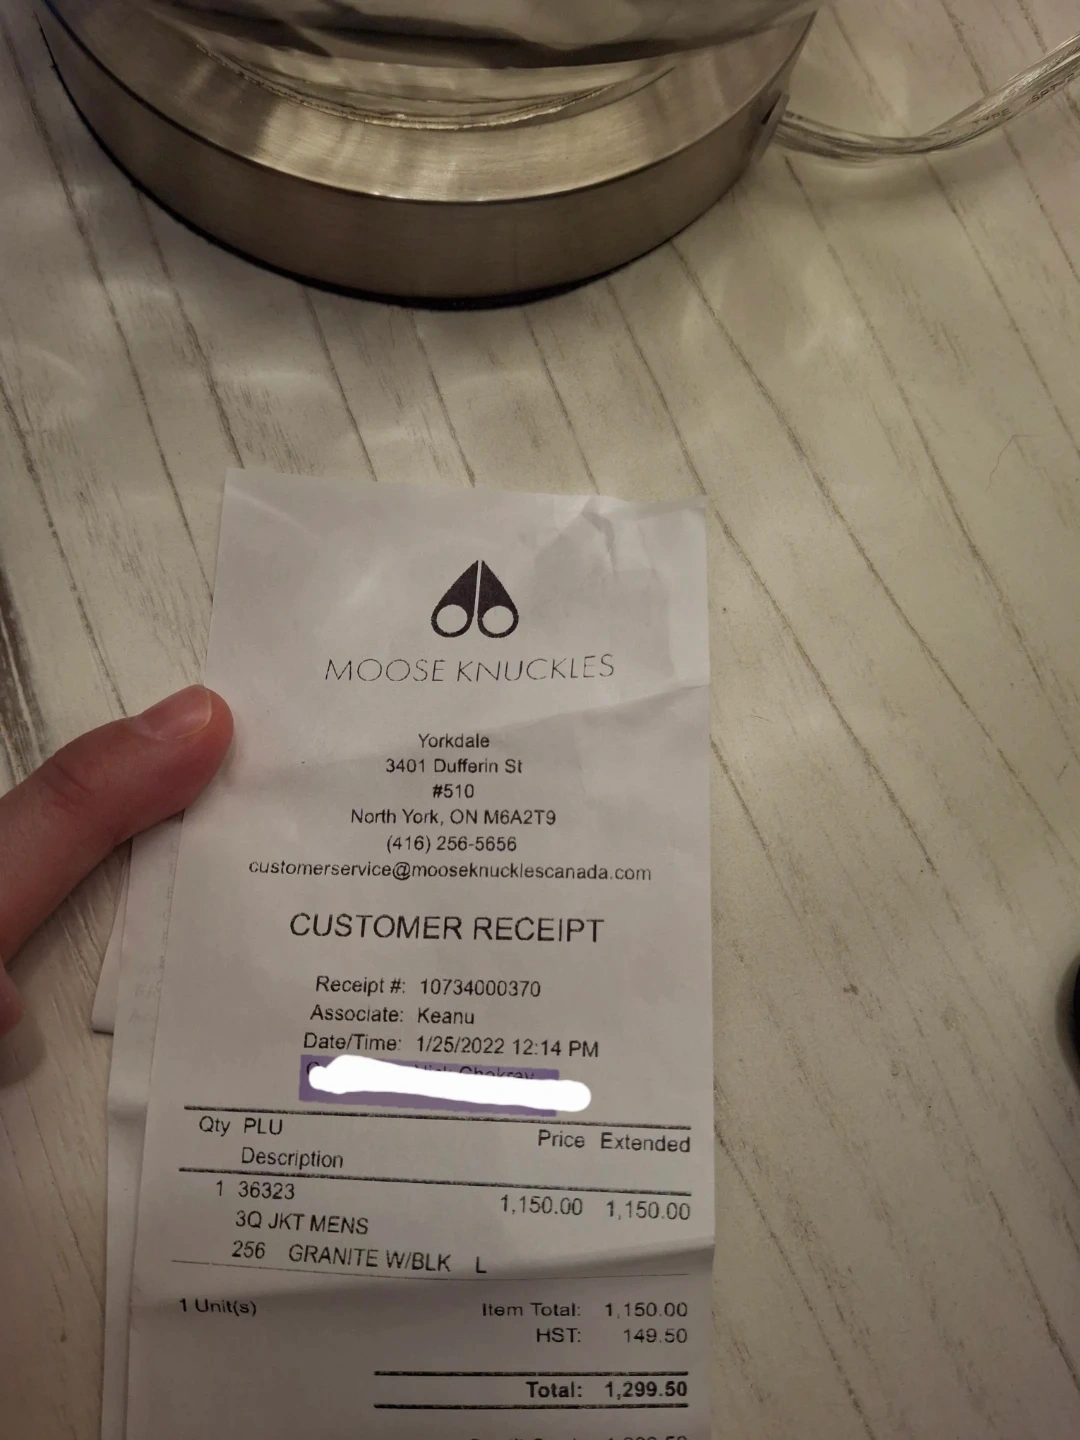 MOOSE KNUCKLES
Yorkdale
3401 Dufferin St
#510
North York, ON M6A2T9
(416) 256-5656
customerservice@mooseknucklescanada.com
CUSTOMER RECEIPT
Receipt #: 10734000370
Associate: Keanu
Date/Time: 1/25/2022 12:14 PM
Qty PLU Price Extended
Description
1 36323 1,150.00 1,150.00
3Q JKT MENS
256 GRANITE W/BLK L
1 Unit(s) Item Total: 1,150.00
HST: 149.50
Total: 1,299.50